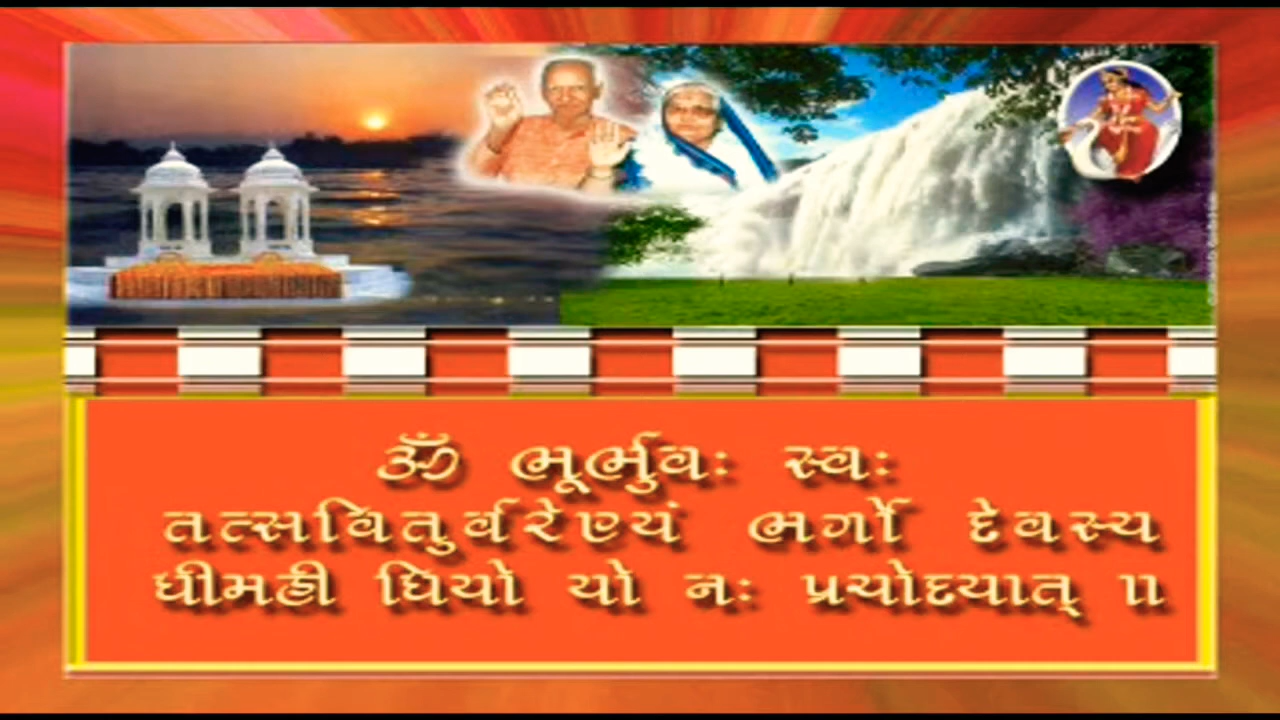 ૐ ભૂર્ભુવઃ સ્વઃ
તત્સવિતુર્વરેણ્યં ભર્ગો દેવસ્ય
ધીમહી ધિયો યો નઃ પ્રચોદયાત્ ॥